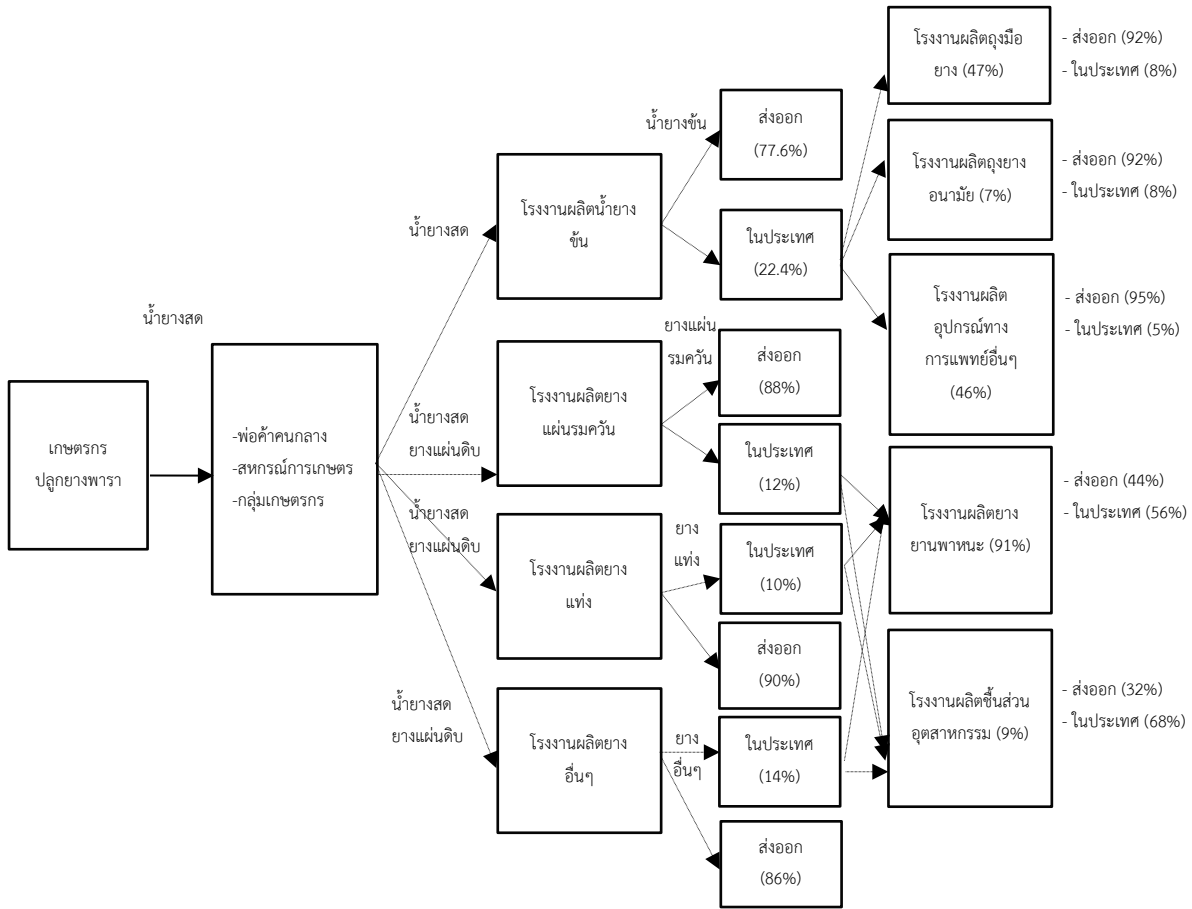 เกษตรกร
ปลูกยางพารา
น้ำยางสด
-พ่อค้าคนกลาง
-สหกรณ์การเกษตร
-กลุ่มเกษตรกร
น้ำยางสด
โรงงานผลิตน้ำยาง
ข้น
น้ำยางข้น
ส่งออก
(77.6%)
ในประเทศ
(22.4%)
โรงงานผลิตถุงมือ
ยาง (47%)
- ส่งออก (92%)
- ในประเทศ (8%)
โรงงานผลิตถุงยาง
อนามัย (7%)
- ส่งออก (92%)
- ในประเทศ (8%)
โรงงานผลิต
อุปกรณ์ทาง
การแพทย์อื่นๆ
(46%)
- ส่งออก (95%)
- ในประเทศ (5%)
น้ำยางสด
ยางแผ่นดิบ
โรงงานผลิตยาง
แผ่นรมควัน
ยางแผ่น
รมควัน
ส่งออก
(88%)
ในประเทศ
(12%)
น้ำยางสด
ยางแผ่นดิบ
โรงงานผลิตยาง
แท่ง
ยาง
แท่ง
ในประเทศ
(10%)
ส่งออก
(90%)
โรงงานผลิตยาง
ยานพาหนะ (91%)
- ส่งออก (44%)
- ในประเทศ (56%)
น้ำยางสด
ยางแผ่นดิบ
โรงงานผลิตยาง
อื่นๆ
ยาง
อื่นๆ
ในประเทศ
(14%)
ส่งออก
(86%)
โรงงานผลิตชิ้นส่วน
อุตสาหกรรม (9%)
- ส่งออก (32%)
- ในประเทศ (68%)